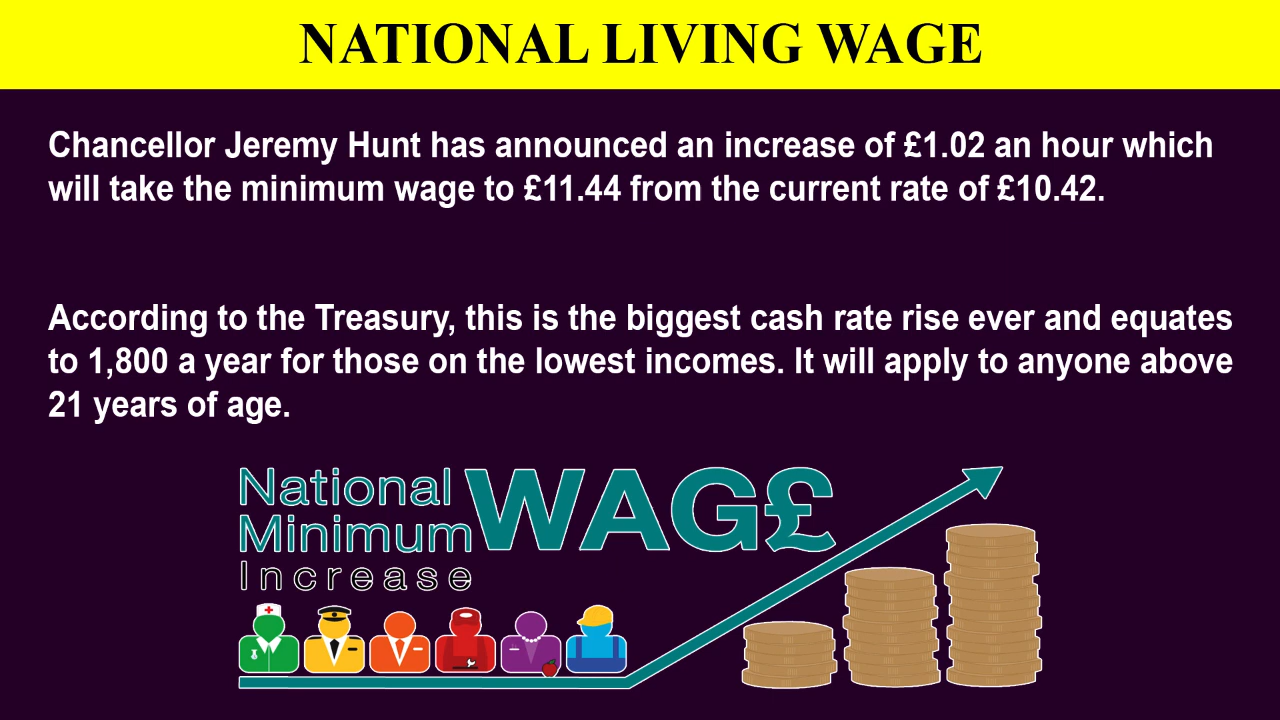 NATIONAL LIVING WAGE
Chancellor Jeremy Hunt has announced an increase of £1.02 an hour which
will take the minimum wage to £11.44 from the current rate of £10.42.
According to the Treasury, this is the biggest cash rate rise ever and equates
to 1,800 a year for those on the lowest incomes. It will apply to anyone above
21 years of age.
National
Minimum
WAG£
Increase